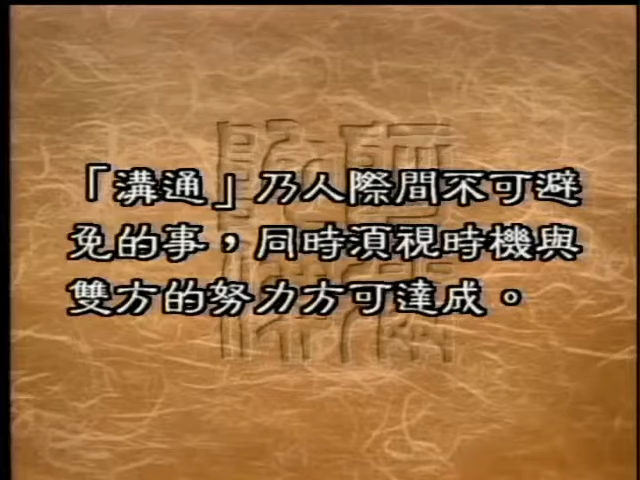 「溝通」乃人際間不可避
免的事，同時須視時機與
雙方的努力方可達成。